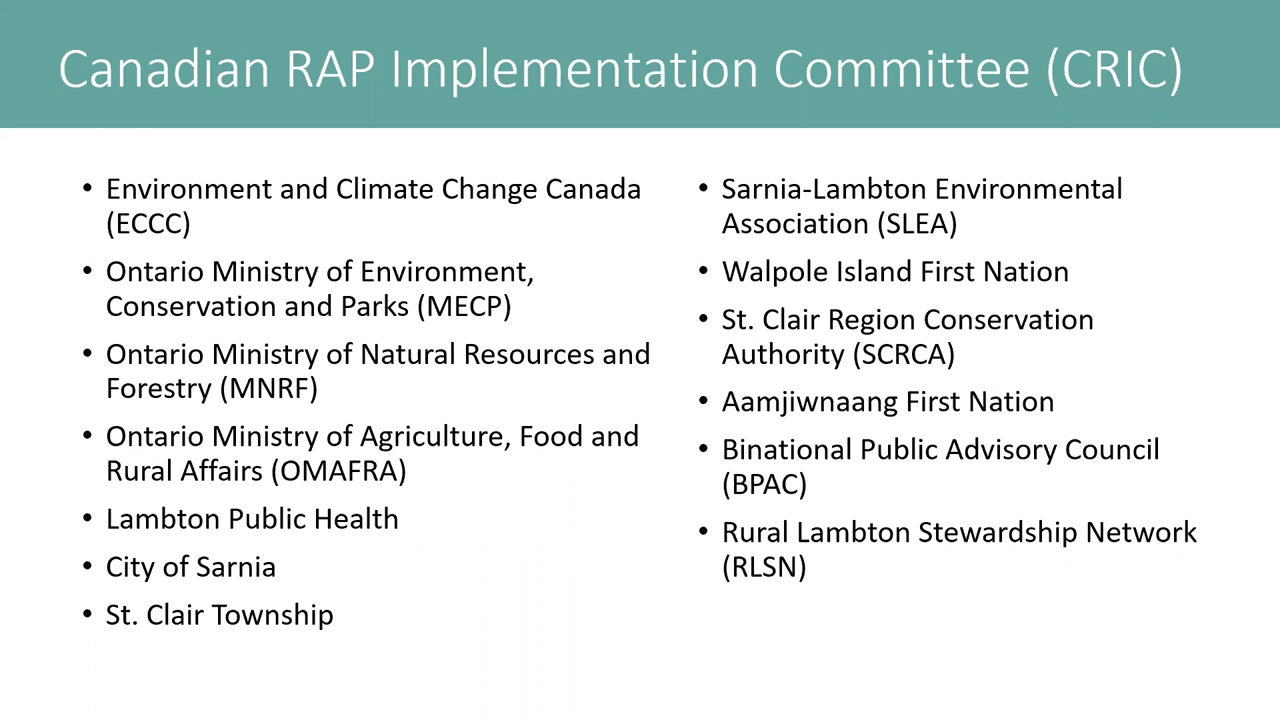 Canadian RAP Implementation Committee (CRIC)
• Environment and Climate Change Canada
(ECCC)
• Ontario Ministry of Environment,
Conservation and Parks (MECP)
• Ontario Ministry of Natural Resources and
Forestry (MNRF)
• Ontario Ministry of Agriculture, Food and
Rural Affairs (OMAFRA)
• Lambton Public Health
• City of Sarnia
• St. Clair Township
• Sarnia-Lambton Environmental
Association (SLEA)
• Walpole Island First Nation
• St. Clair Region Conservation
Authority (SCRCA)
• Aamjiwnaang First Nation
• Binational Public Advisory Council
(BPAC)
• Rural Lambton Stewardship Network
(RLSN)